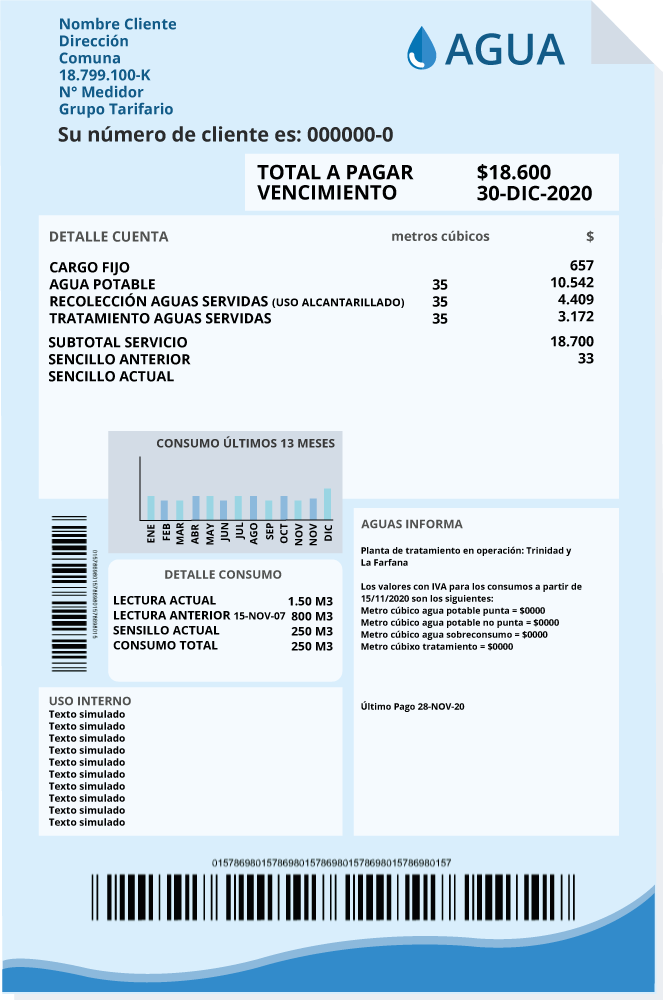 Nombre Cliente
Dirección
Comuna
18.799.100-K
N° Medidor
Grupo Tarifario
AGUA
Su número de cliente es: 000000-0
TOTAL A PAGAR $18.600
VENCIMIENTO 30-DIC-2020
DETALLE CUENTA metros cúbicos $
CARGO FIJO 657
AGUA POTABLE 35 10.542
RECOLECCIÓN AGUAS SERVIDAS (USO ALCANTARILLADO) 35 4.409
TRATAMIENTO AGUAS SERVIDAS 35 3.172
SUBTOTAL SERVICIO 18.700
SENCILLO ANTERIOR 33
SENCILLO ACTUAL
CONSUMO ÚLTIMOS 13 MESES
ENE FEB MAR ABR MAY JUN JUL AGO SEP OCT NOV NOV DIC
DETALLE CONSUMO
LECTURA ACTUAL 1.50 M3
LECTURA ANTERIOR 15-NOV-07 800 M3
SENSILLO ACTUAL 250 M3
CONSUMO TOTAL 250 M3
AGUAS INFORMA
Planta de tratamiento en operación: Trinidad y
La Farfana
Los valores con IVA para los consumos a partir de
15/11/2020 son los siguientes:
Metro cúbico agua potable punta = $0000
Metro cúbico agua potable no punta = $0000
Metro cúbico agua sobreconsumo = $0000
Metro cúbixo tratamiento = $0000
Último Pago 28-NOV-20
USO INTERNO
Texto simulado
Texto simulado
Texto simulado
Texto simulado
Texto simulado
Texto simulado
Texto simulado
Texto simulado
Texto simulado
Texto simulado
0157869801578698015786980157869801578698​0157